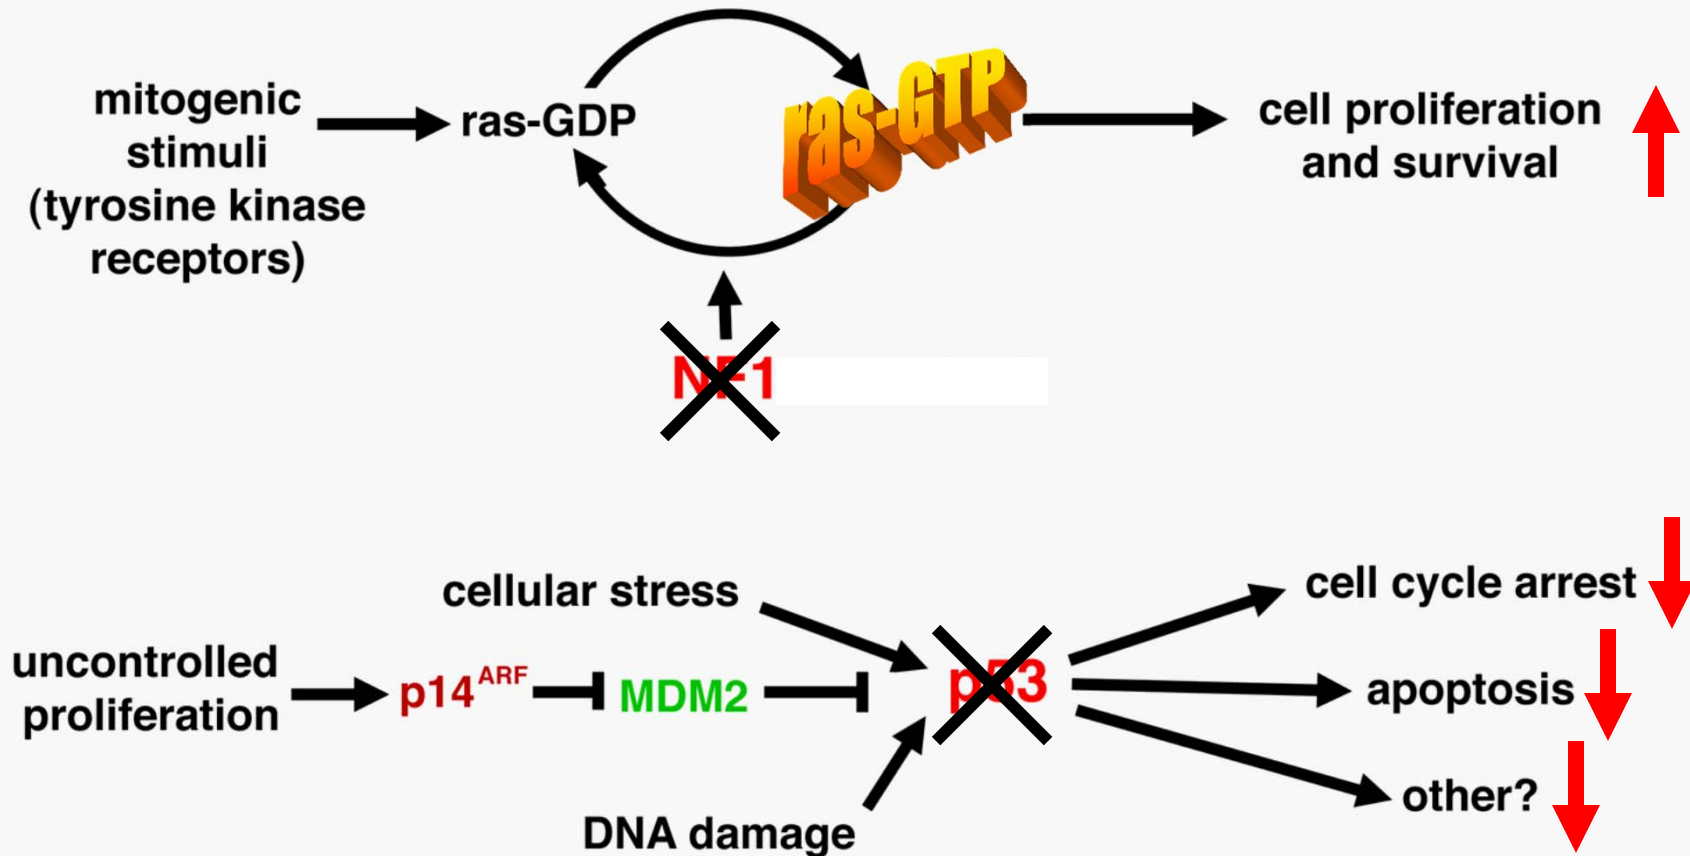 mitogenic
stimuli
(tyrosine kinase
receptors)
ras-GDP
ras-GTP
cell proliferation
and survival
NF1
cellular stress
uncontrolled
proliferation
p14ARF
MDM2
p53
DNA damage
cell cycle arrest
apoptosis
other?